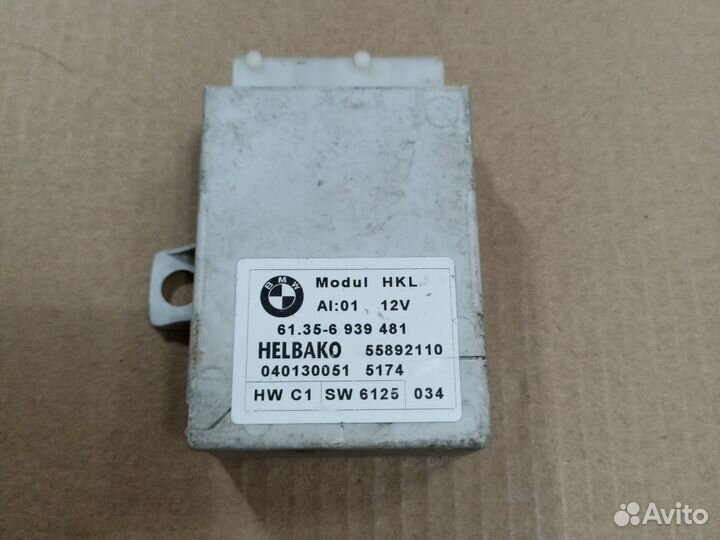 BMW
Modul HKL
AI:01 12V
61.35-6 939 481
HELBAKO 55892110
040130051 5174
HW C1 SW 6125 034
Avito